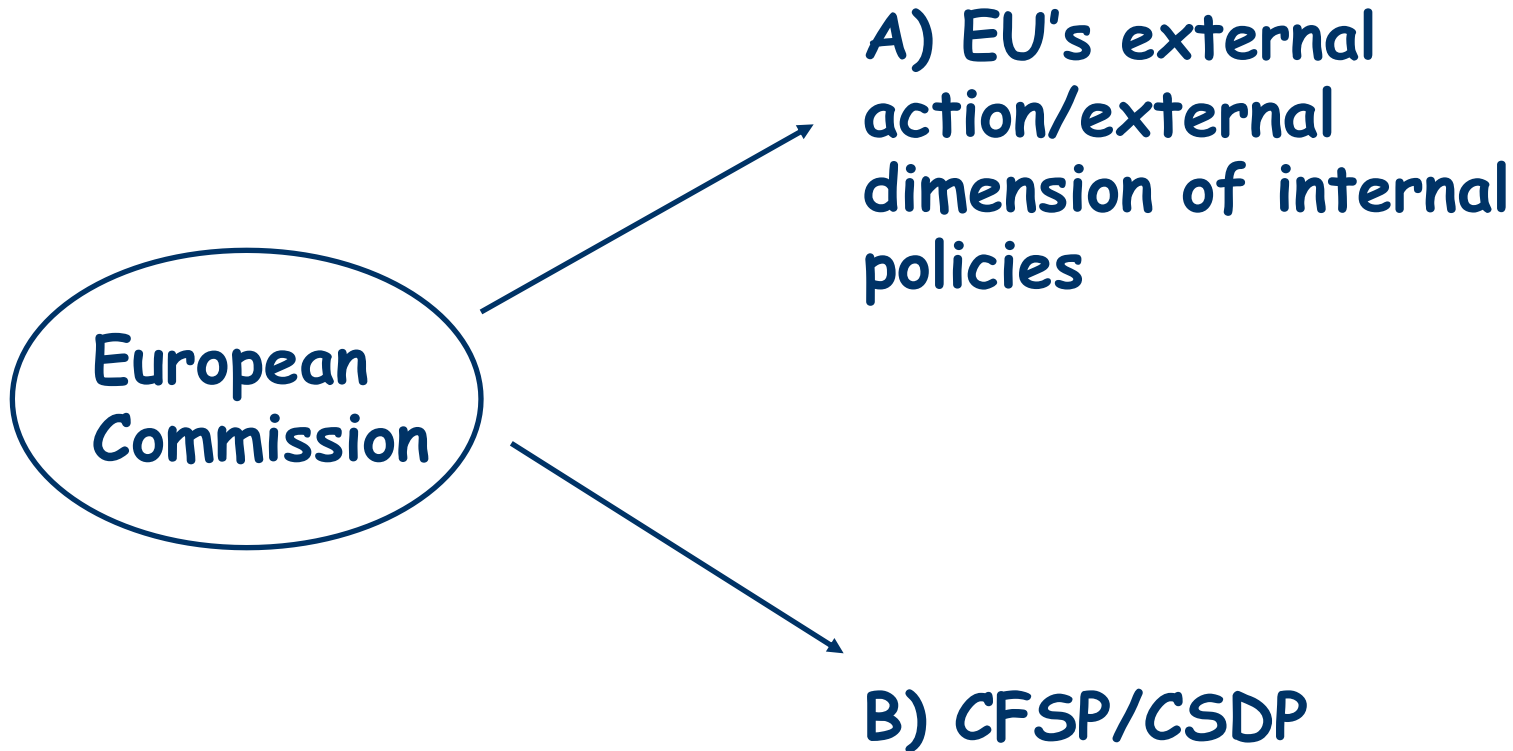 A) EU's external
action/external
dimension of internal
policies
European
Commission
B) CFSP/CSDP